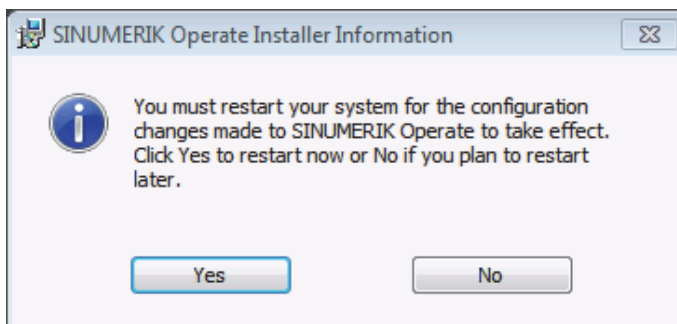 SINUMERIK Operate Installer Information
You must restart your system for the configuration
changes made to SINUMERIK Operate to take effect.
Click Yes to restart now or No if you plan to restart
later.
Yes
No